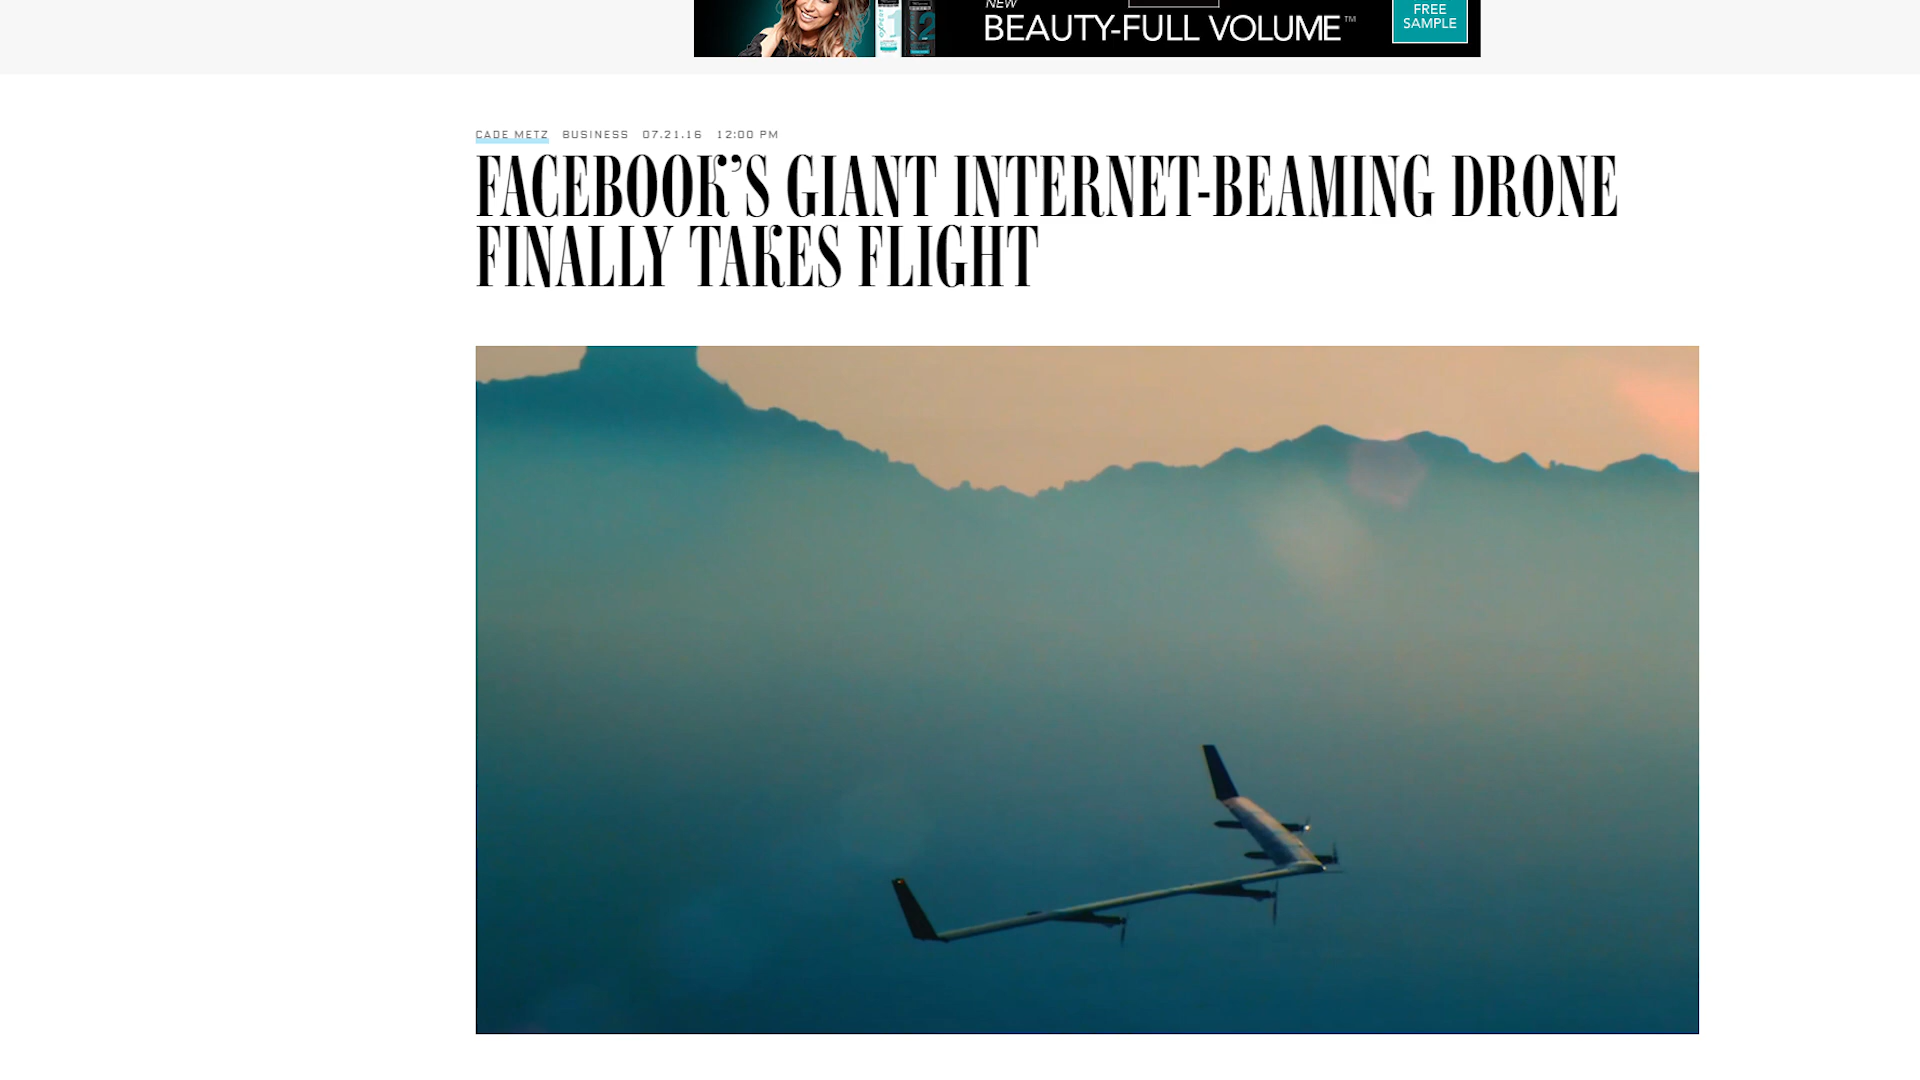 NEW
BEAUTY-FULL VOLUME™
FREE
SAMPLE
CADE METZ BUSINESS 07.21.16 12:00 PM
FACEBOOK’S GIANT INTERNET-BEAMING DRONE
FINALLY TAKES FLIGHT